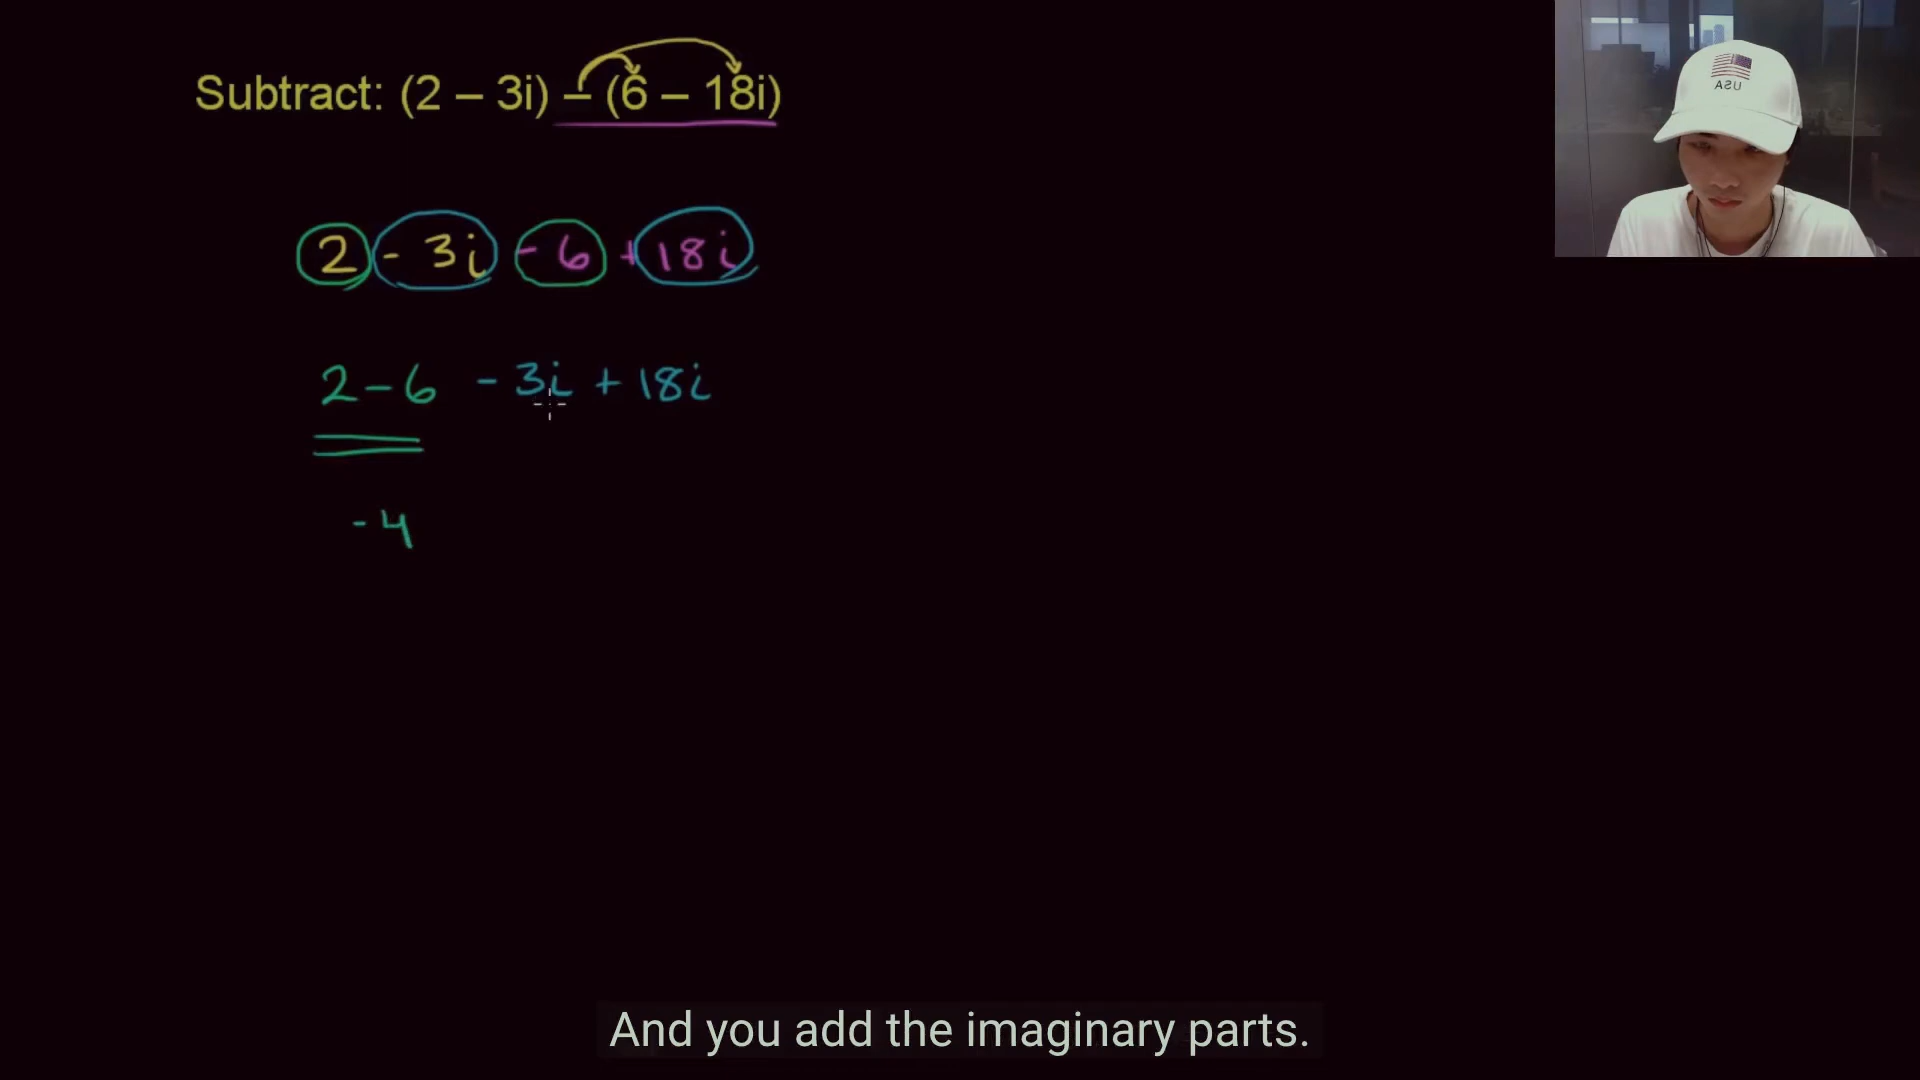 Subtract: (2 – 3i) – (6 – 18i)
USA
2 - 3i - 6 + 18i
2 - 6 - 3i + 18i
- 4
And you add the imaginary parts.